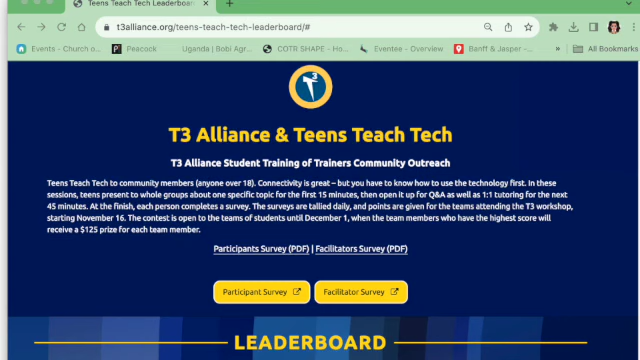 Teens Teach Tech Leaderboard
t3alliance.org/teens-teach-tech-leaderboard/#
Events - Church o... Peacock Uganda | Bobi Agr... COTR SHAPE - Ho... Eventee - Overview Banff & Jasper -... » All Bookmarks
T3
T3 Alliance & Teens Teach Tech
T3 Alliance Student Training of Trainers Community Outreach
Teens Teach Tech to community members (anyone over 18). Connectivity is great – but you have to know how to use the technology first. In these
sessions, teens present to whole groups about one specific topic for the first 15 minutes, then open it up for Q&A as well as 1:1 tutoring for the next
45 minutes. At the finish, each person completes a survey. The surveys are tallied daily, and points are given for the teams attending the T3 workshop,
starting November 16. The contest is open to the teams of students until December 1, when the team members who have the highest score will
receive a $125 prize for each team member.
Participants Survey (PDF) | Facilitators Survey (PDF)
Participant Survey Facilitator Survey
LEADERBOARD